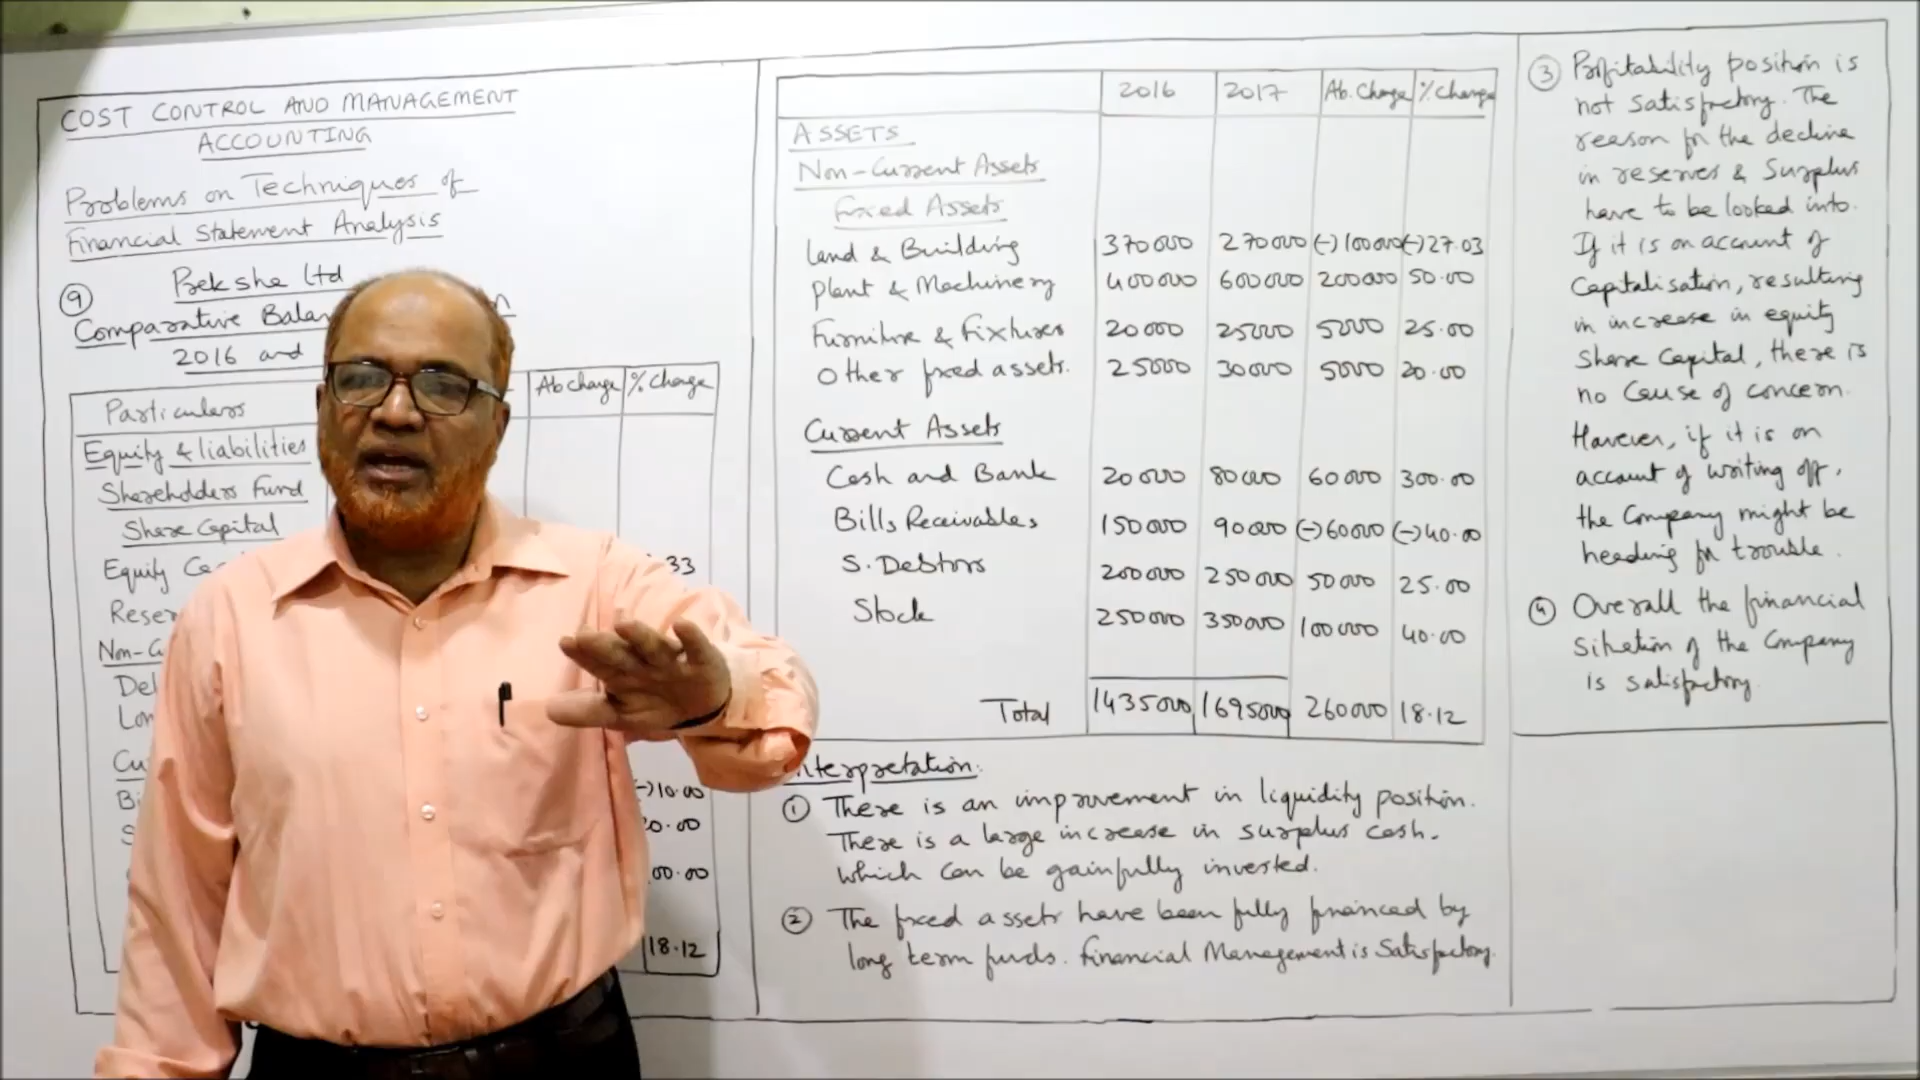 COST CONTROL AND MANAGEMENT
ACCOUNTING
Problems on Techniques of
Financial Statement Analysis
9 Beksha Ltd
Comparative
2016 and
Particulars Ab Change % Change
Equity & liabilities
Shareholders Fund
Share Capital
Equity 33
(-)10.00
0.00
00.00
18.12
2016 2017 Ab. Change % Change
ASSETS
Non-Current Assets
Fixed Assets
Land & Building 370000 270000 (-)100000 (-)27.03
Plant & Machinery 400000 600000 200000 50.00
Furniture & Fixtures 20000 25000 5000 25.00
Other fixed assets. 25000 30000 5000 20.00
Current Assets
Cash and Bank 20000 80000 60000 300.00
Bills Receivables 150000 90000 (-)60000 (-)40.00
S. Debtors 200000 250000 50000 25.00
Stock 250000 350000 100000 40.00
Total 1435000 1695000 260000 18.12
Interpretation:
1 There is an improvement in liquidity position.
There is a large increase in surplus cash.
which can be gainfully invested.
2 The fixed assets have been fully financed by
long term funds. Financial Management is Satisfactory.
3 Profitability position is
not satisfactory. The
reason for the decline
in reserves & Surplus
have to be looked into.
If it is on account of
Capitalisation, resulting
in increase in equity
Share Capital, there is
no Cause of concern.
However, if it is on
account of writing off,
the Company might be
heading for trouble.
4 Overall the financial
situation of the Company
is satisfactory.